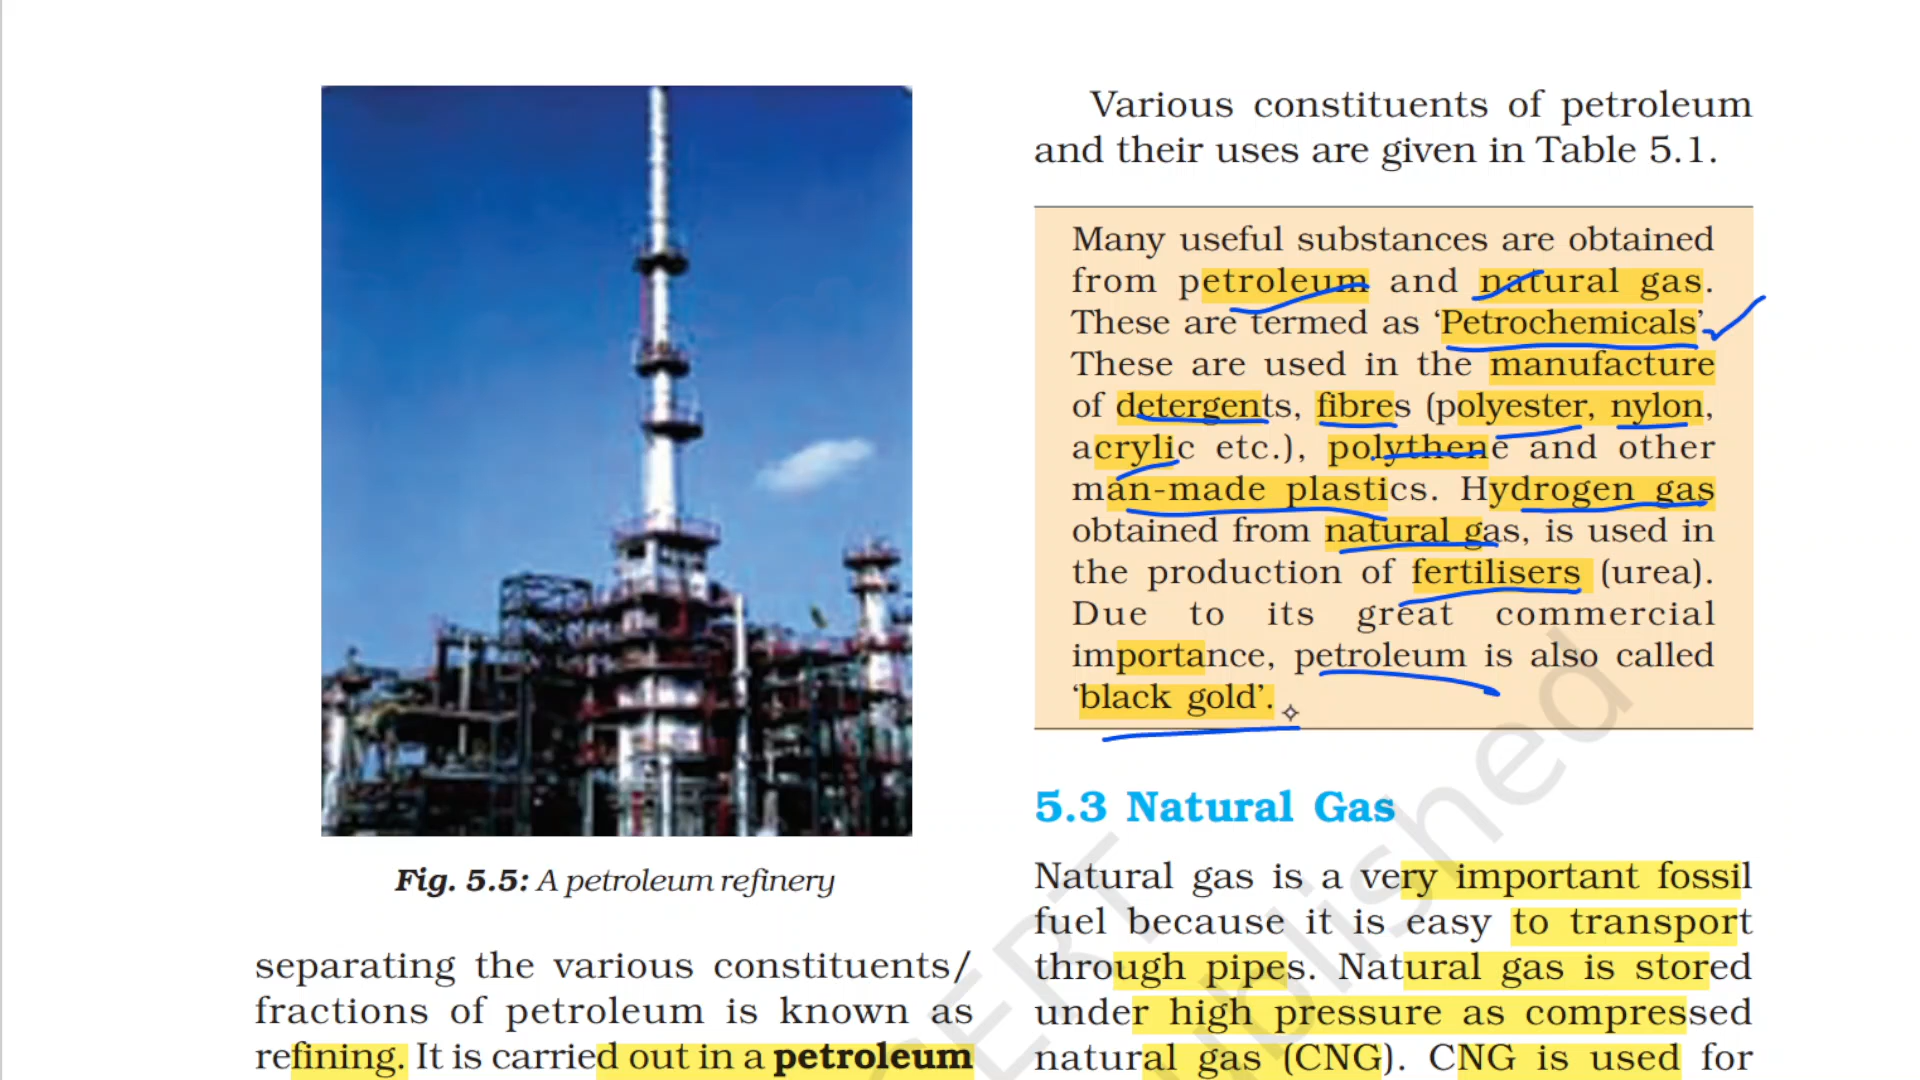 Fig. 5.5: A petroleum refinery
separating the various constituents/
fractions of petroleum is known as
refining. It is carried out in a petroleum
Various constituents of petroleum
and their uses are given in Table 5.1.
Many useful substances are obtained
from petroleum and natural gas.
These are termed as ‘Petrochemicals’.
These are used in the manufacture
of detergents, fibres (polyester, nylon,
acrylic etc.), polythene and other
man-made plastics. Hydrogen gas
obtained from natural gas, is used in
the production of fertilisers (urea).
Due to its great commercial
importance, petroleum is also called
‘black gold’.
5.3 Natural Gas
Natural gas is a very important fossil
fuel because it is easy to transport
through pipes. Natural gas is stored
under high pressure as compressed
natural gas (CNG). CNG is used for